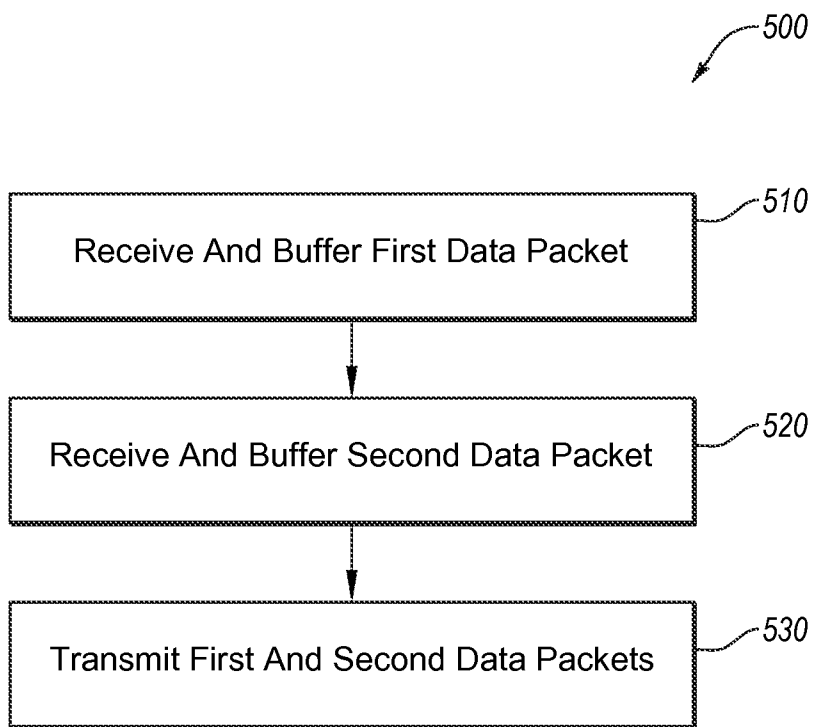 500
510
Receive And Buffer First Data Packet
520
Receive And Buffer Second Data Packet
530
Transmit First And Second Data Packets